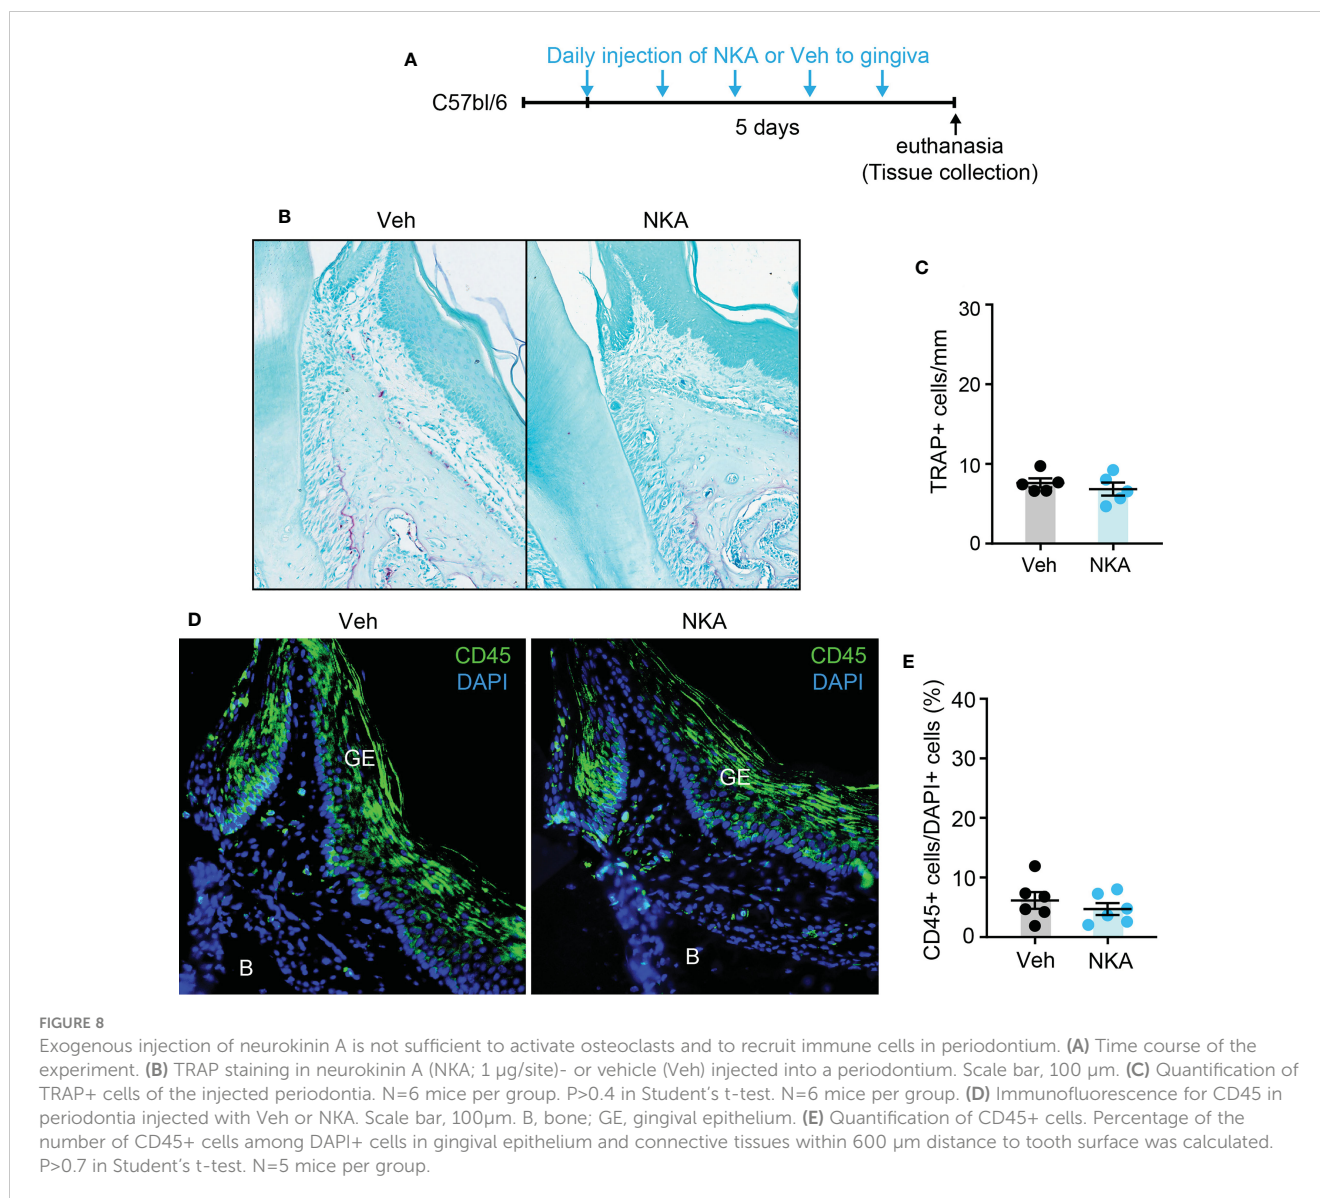 A
Daily injection of NKA or Veh to gingiva
C57bl/6
5 days
euthanasia
(Tissue collection)
B
Veh
NKA
C
TRAP+ cells/mm
30
20
10
0
Veh
NKA
D
Veh
NKA
CD45
DAPI
GE
B
CD45
DAPI
GE
B
E
CD45+ cells/DAPI+ cells (%)
40
30
20
10
0
Veh
NKA
FIGURE 8
Exogenous injection of neurokinin A is not sufficient to activate osteoclasts and to recruit immune cells in periodontium. (A) Time course of the
experiment. (B) TRAP staining in neurokinin A (NKA; 1 μg/site)- or vehicle (Veh) injected into a periodontium. Scale bar, 100 μm. (C) Quantification of
TRAP+ cells of the injected periodontia. N=6 mice per group. P>0.4 in Student's t-test. N=6 mice per group. (D) Immunofluorescence for CD45 in
periodontia injected with Veh or NKA. Scale bar, 100μm. B, bone; GE, gingival epithelium. (E) Quantification of CD45+ cells. Percentage of the
number of CD45+ cells among DAPI+ cells in gingival epithelium and connective tissues within 600 μm distance to tooth surface was calculated.
P>0.7 in Student's t-test. N=5 mice per group.